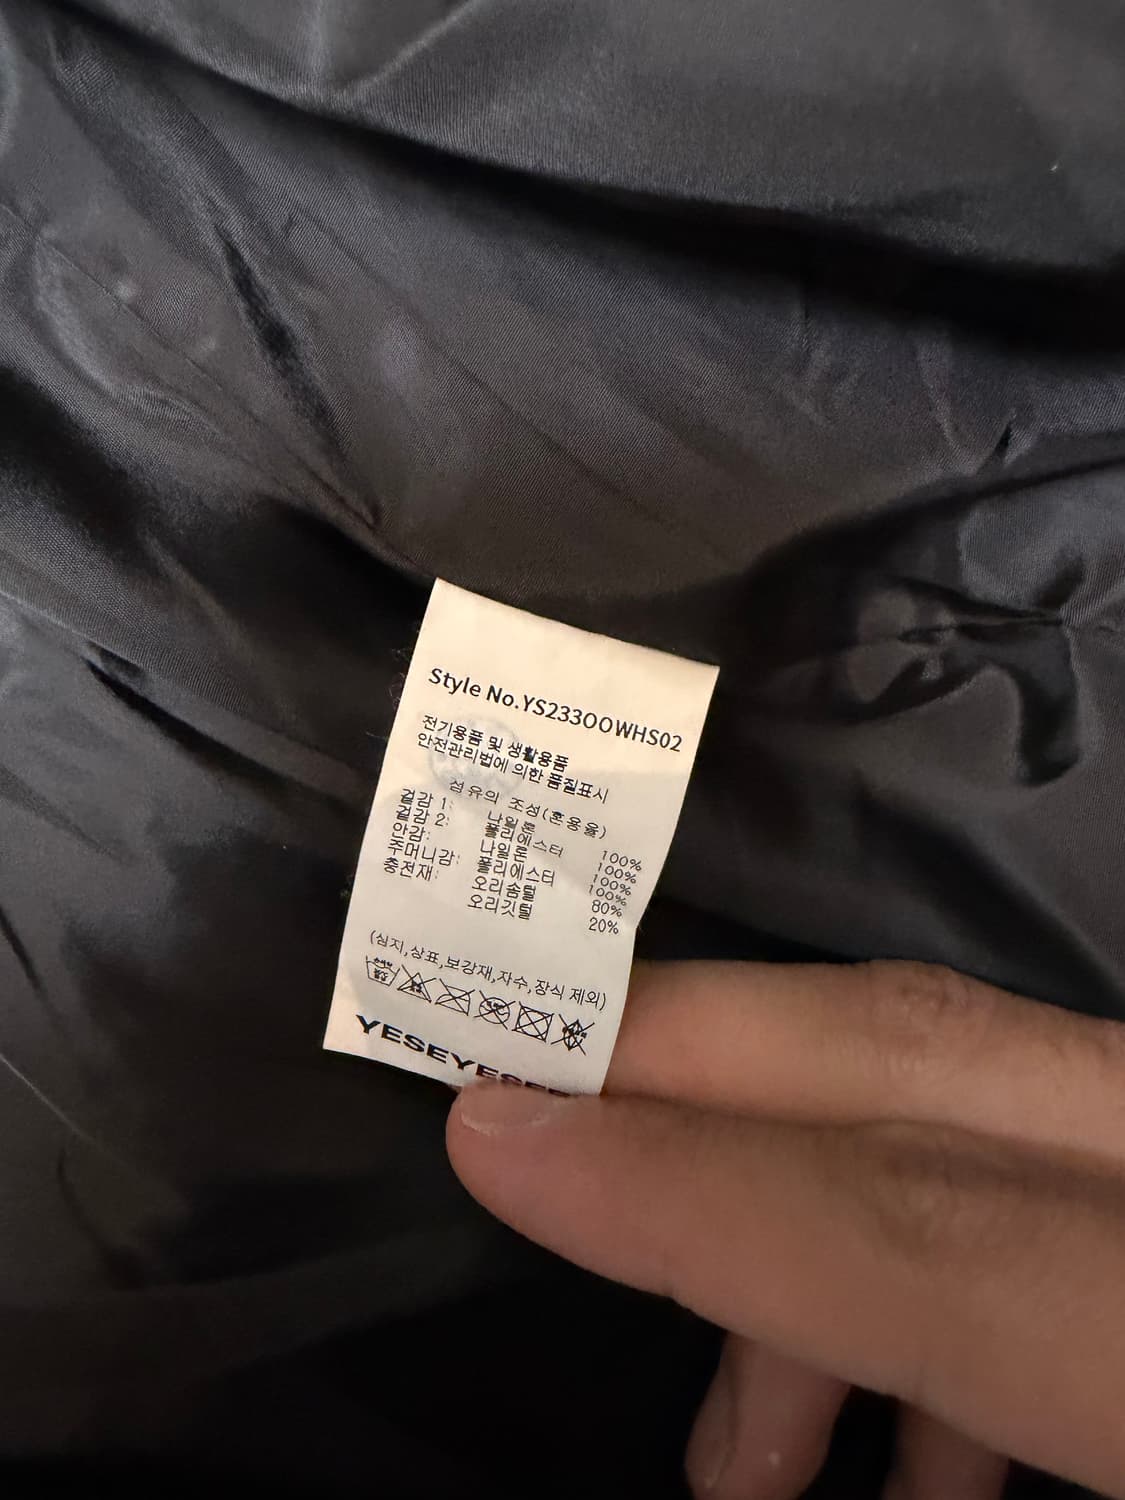 Style No.YS233OOWHS02
전기용품 및 생활용품
안전관리법에 의한 품질표시
섬유의 조성(혼용율)
겉감 1: 나일론 100%
겉감 2: 폴리에스터 100%
안감: 나일론 100%
주머니감: 폴리에스터 100%
충전재: 오리솜털 80%
오리깃털 20%
(심지,상표,보강재,자수,장식 제외)
YESEYESEE